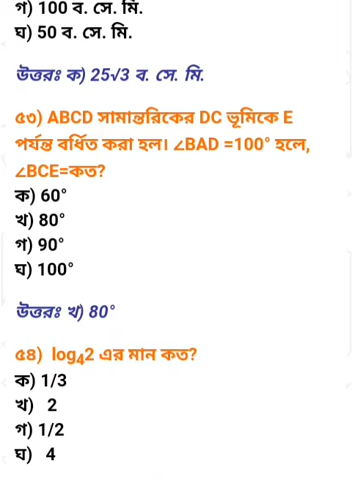 গ) 100 ব. সে. মি.
ঘ) 50 ব. সে. মি.
উত্তরঃ ক) 25√3 ব. সে. মি.
৫৩) ABCD সামান্তরিকের DC ভূমিকে E
পর্যন্ত বর্ধিত করা হল। ∠BAD =100° হলে,
∠BCE=কত?
ক) 60°
খ) 80°
গ) 90°
ঘ) 100°
উত্তরঃ খ) 80°
৫৪) log₄2 এর মান কত?
ক) 1/3
খ) 2
গ) 1/2
ঘ) 4